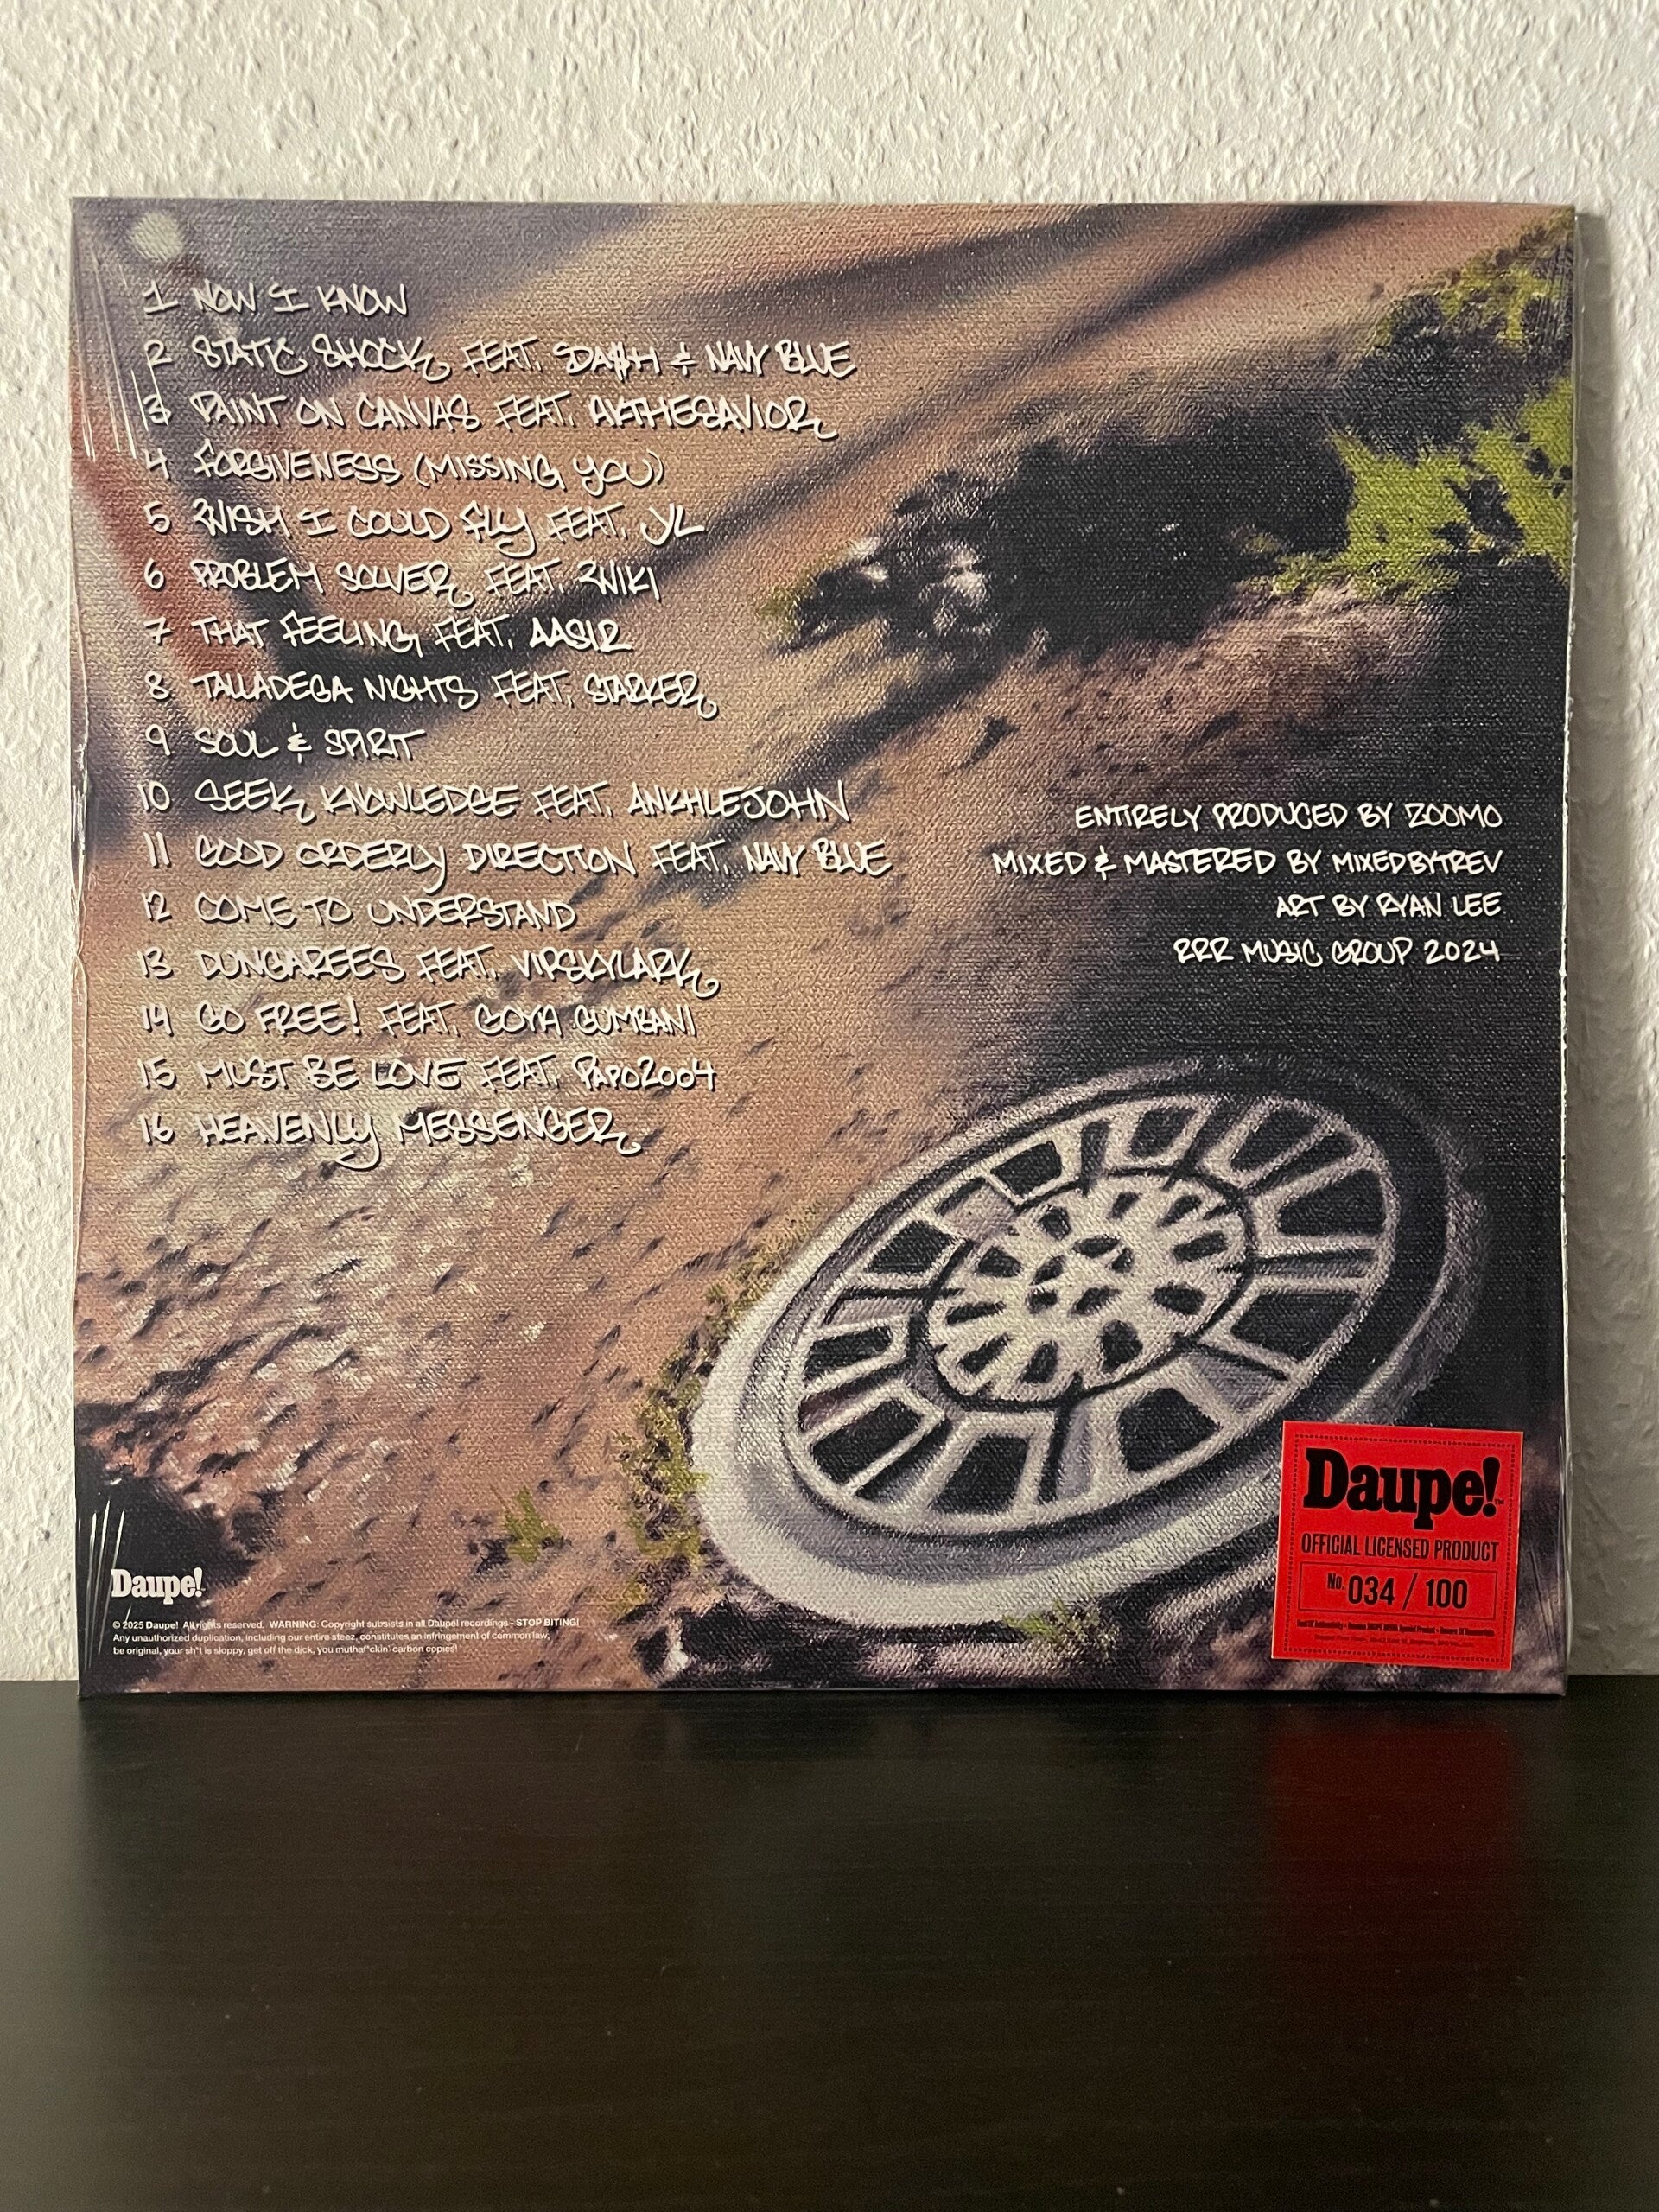 1 NOW I KNOW
2 STATIC SHOCK FEAT. DA$H & NAVY BLUE
3 PAINT ON CANVAS FEAT. AKTHESAVIOR
4 FORGIVENESS (MISSING YOU)
5 WISH I COULD FLY FEAT. YL
6 PROBLEM SOLVER FEAT. WIKI
7 THAT FEELING FEAT. AASIR
8 TALLADEGA NIGHTS FEAT. STARKER
9 SOUL & SPIRIT
10 SEEK KNOWLEDGE FEAT. ANKHLEJOHN
11 GOOD ORDERLY DIRECTION FEAT. NAVY BLUE
12 COME TO UNDERSTAND
13 DUNGAREES FEAT. VIPSKYLARK
14 GO FREE! FEAT. GOYA GUMBANI
15 MUST BE LOVE FEAT. PAPO2OO4
16 HEAVENLY MESSENGER
ENTIRELY PRODUCED BY ZOOMO
MIXED & MASTERED BY MIXEDBYTREV
ART BY RYAN LEE
RRR MUSIC GROUP 2024
Daupe!
© 2025 Daupe! All rights reserved. WARNING: Copyright subsists in all Daupe! recordings - STOP BITING!
Any unauthorized duplication, including our entire steez, constitutes an infringement of common law,
be original, your sh*t is sloppy, get off the dick, you muthaf*ckin' carbon copies!
Daupe!™
OFFICIAL LICENSED PRODUCT
No. 034 / 100